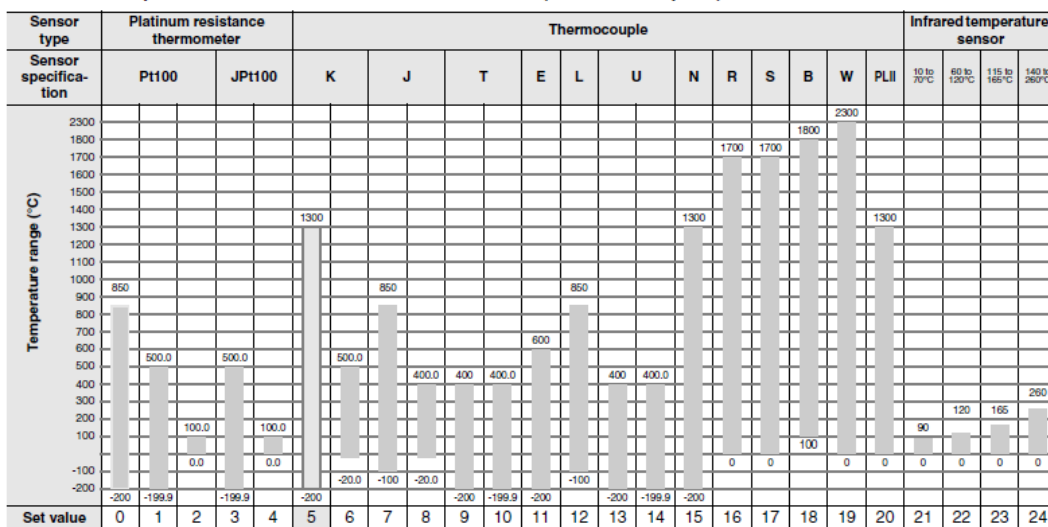 Sensor type Platinum resistance thermometer Thermocouple Infrared temperature sensor
Sensor specifica-tion Pt100 JPt100 K J T E L U N R S B W PLII 10 to 70°C 60 to 120°C 115 to 165°C 140 to 260°C
Temperature range (°C)
2300 2300
1800 1800
1700 1700 1700
1600
1500
1400
1300 1300 1300 1300
1200
1100
1000
900 850 850 850
800
700
600 600
500 500.0 500.0 500.0
400 400.0 400 400.0 400 400.0
300
200 260
100 100.0 100.0 100 90 120 165
0.0 0.0 0 0 0 0 0 0 0 0
-100 -20.0 -100 -20.0 -100
-200 -200 -199.9 -199.9 -200 -200 -199.9 -200 -200 -199.9 -200
Set value 0 1 2 3 4 5 6 7 8 9 10 11 12 13 14 15 16 17 18 19 20 21 22 23 24